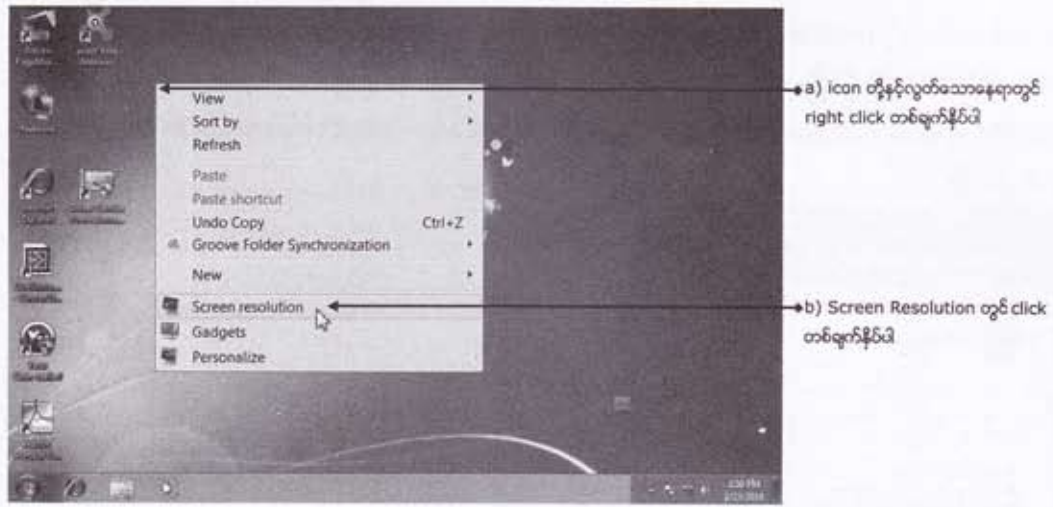 View
Sort by
Refresh
Paste
Paste shortcut
Undo Copy Ctrl+Z
Groove Folder Synchronization
New
Screen resolution
Gadgets
Personalize
a) icon တို့နှင့်လွတ်သောနေရာတွင်
right click တစ်ချက်နှိပ်ပါ
b) Screen Resolution တွင် click
တစ်ချက်နှိပ်ပါ